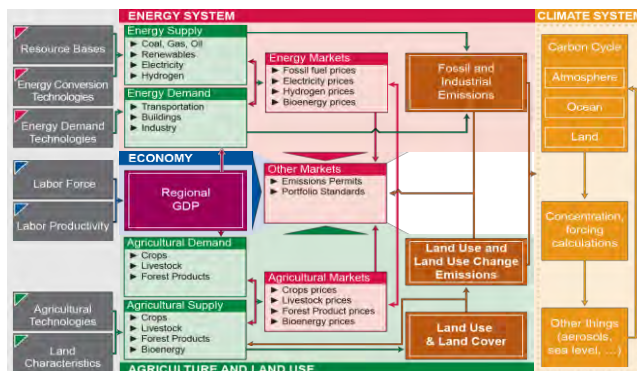 ENERGY SYSTEM
CLIMATE SYSTEM
Resource Bases
Energy Conversion
Technologies
Energy Demand
Technologies
Labor Force
Labor Productivity
Agricultural
Technologies
Land
Characteristics
Energy Supply
► Coal, Gas, Oil
► Renewables
► Electricity
► Hydrogen
Energy Demand
► Transportation
► Buildings
► Industry
Energy Markets
► Fossil fuel prices
► Electricity prices
► Hydrogen prices
► Bioenergy prices
Fossil and
Industrial
Emissions
ECONOMY
Regional
GDP
Other Markets
► Emissions Permits
► Portfolio Standards
Agricultural Demand
► Crops
► Livestock
► Forest Products
Agricultural Supply
► Crops
► Livestock
► Forest Products
► Bioenergy
Agricultural Markets
► Crops prices
► Livestock prices
► Forest Product prices
► Bioenergy prices
Land Use and
Land Use Change
Emissions
Land Use
& Land Cover
AGRICULTURE AND LAND USE
Carbon Cycle
Atmosphere
Ocean
Land
Concentration,
forcing
calculations
Other things
(aerosols,
sea level, ...)